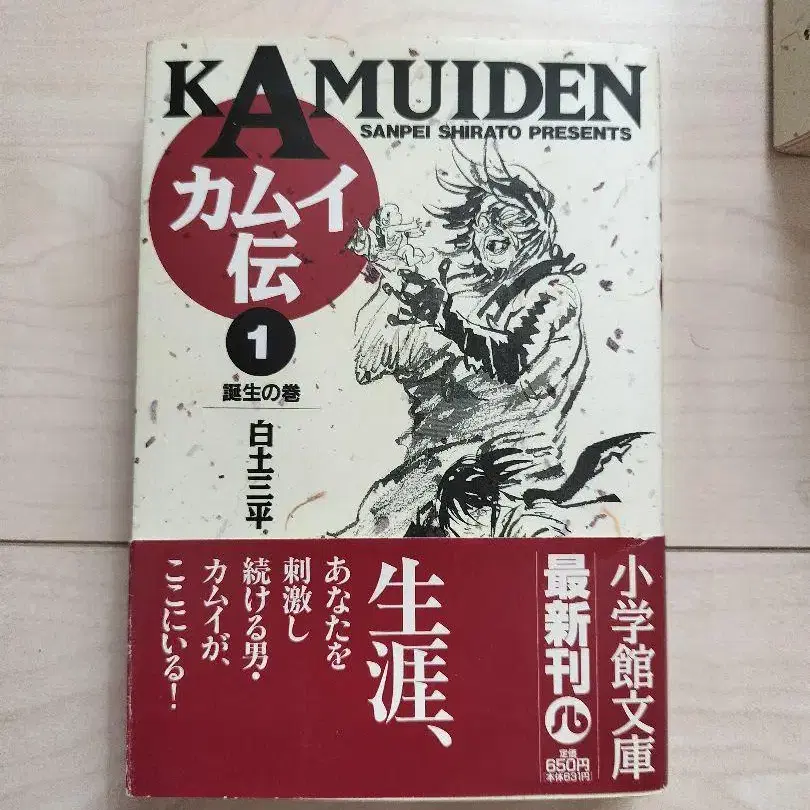 KAMUIDEN
SANPEI SHIRATO PRESENTS
カムイ
伝
1
誕生の巻
白土三平
生涯、
あなたを
刺激し
続ける男・
カムイが、
ここにいる!
小学館文庫
最新刊
定価
650円
本体631円